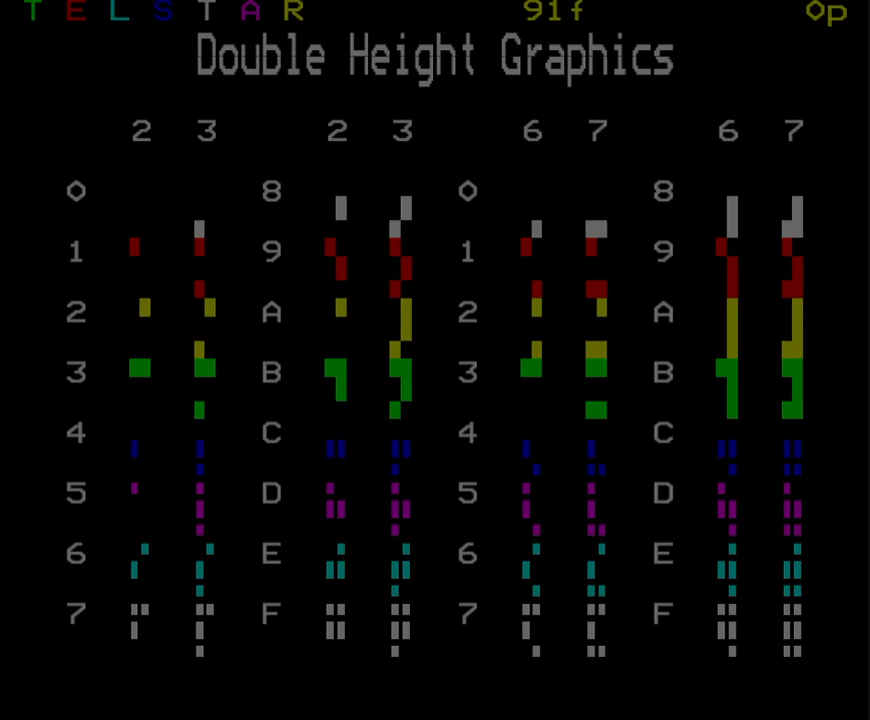 T E L S T A R 91f 0p
Double Height Graphics
2 3 2 3 6 7 6 7
0 8 0 8
1 9 1 9
2 A 2 A
3 B 3 B
4 C 4 C
5 D 5 D
6 E 6 E
7 F 7 F